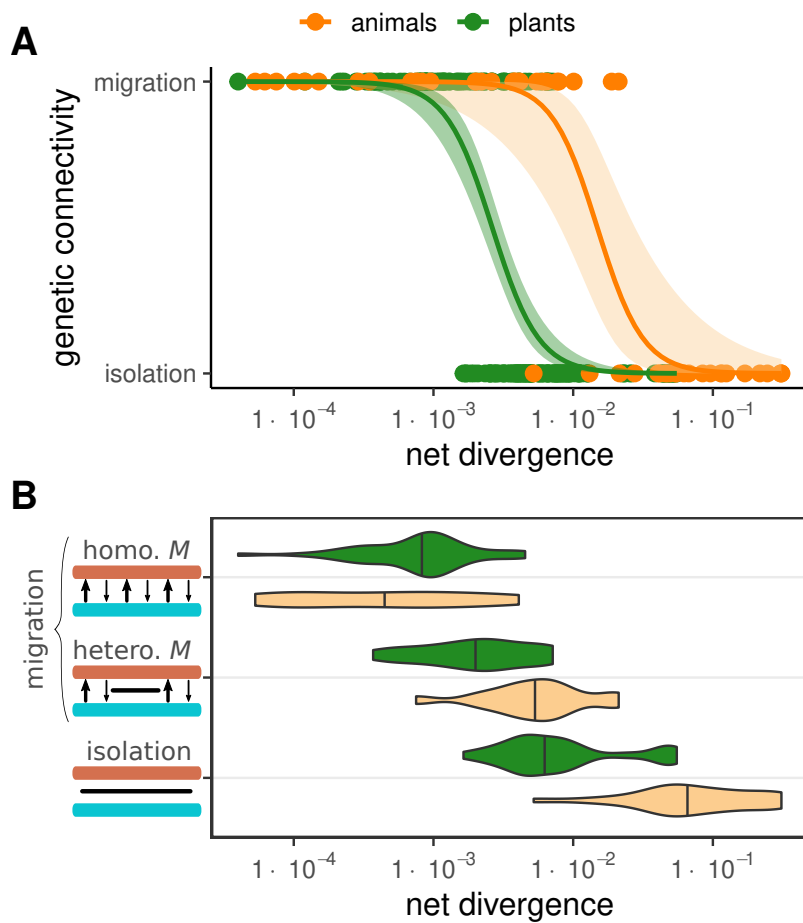 animals plants
A
genetic connectivity
migration
isolation
1 · 10⁻⁴ 1 · 10⁻³ 1 · 10⁻² 1 · 10⁻¹
net divergence
B
migration
homo. M
hetero. M
isolation
1 · 10⁻⁴ 1 · 10⁻³ 1 · 10⁻² 1 · 10⁻¹
net divergence